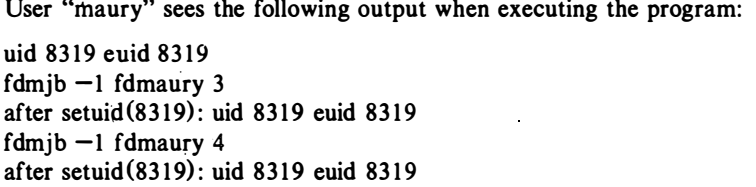 User “maury” sees the following output when executing the program:
uid 8319 euid 8319
fdmjb −1 fdmaury 3
after setuid(8319): uid 8319 euid 8319
fdmjb −1 fdmaury 4
after setuid(8319): uid 8319 euid 8319